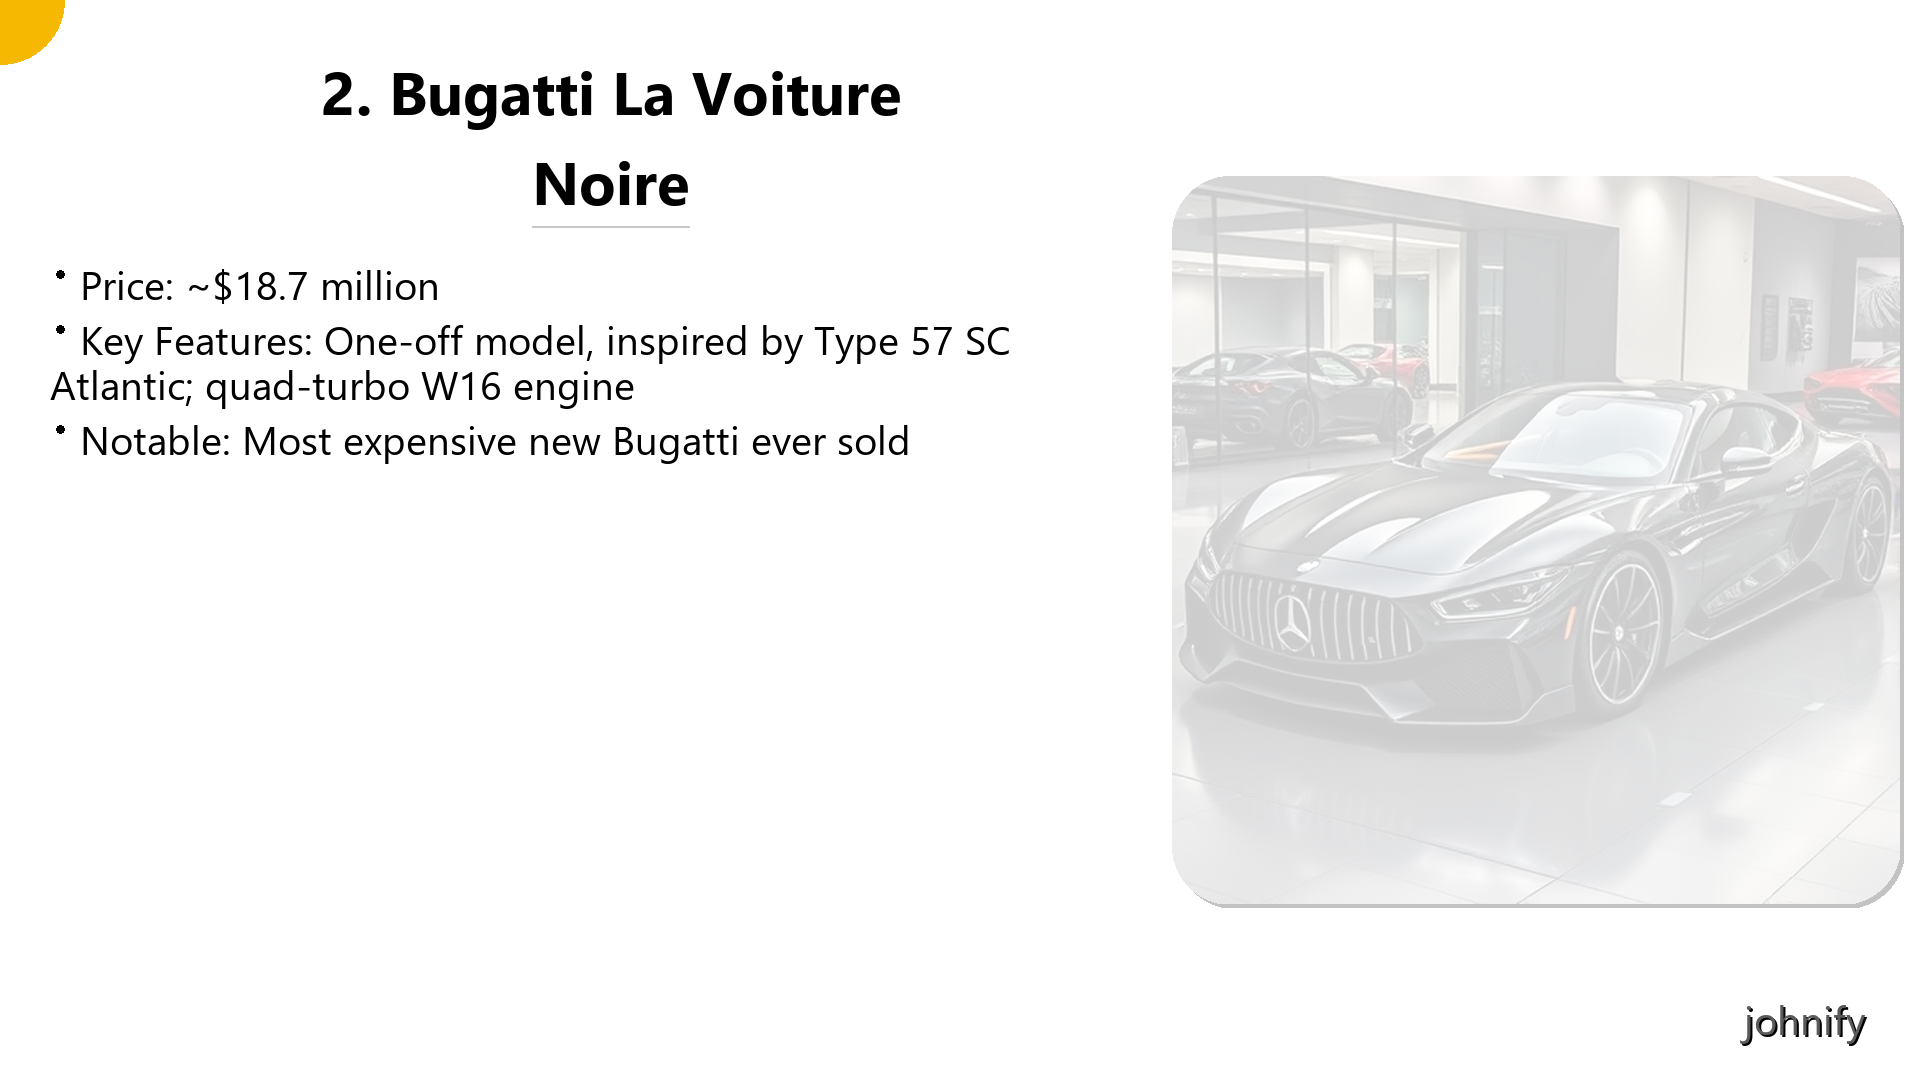 2. Bugatti La Voiture
Noire
• Price: ~$18.7 million
• Key Features: One-off model, inspired by Type 57 SC
Atlantic; quad-turbo W16 engine
• Notable: Most expensive new Bugatti ever sold
johnify